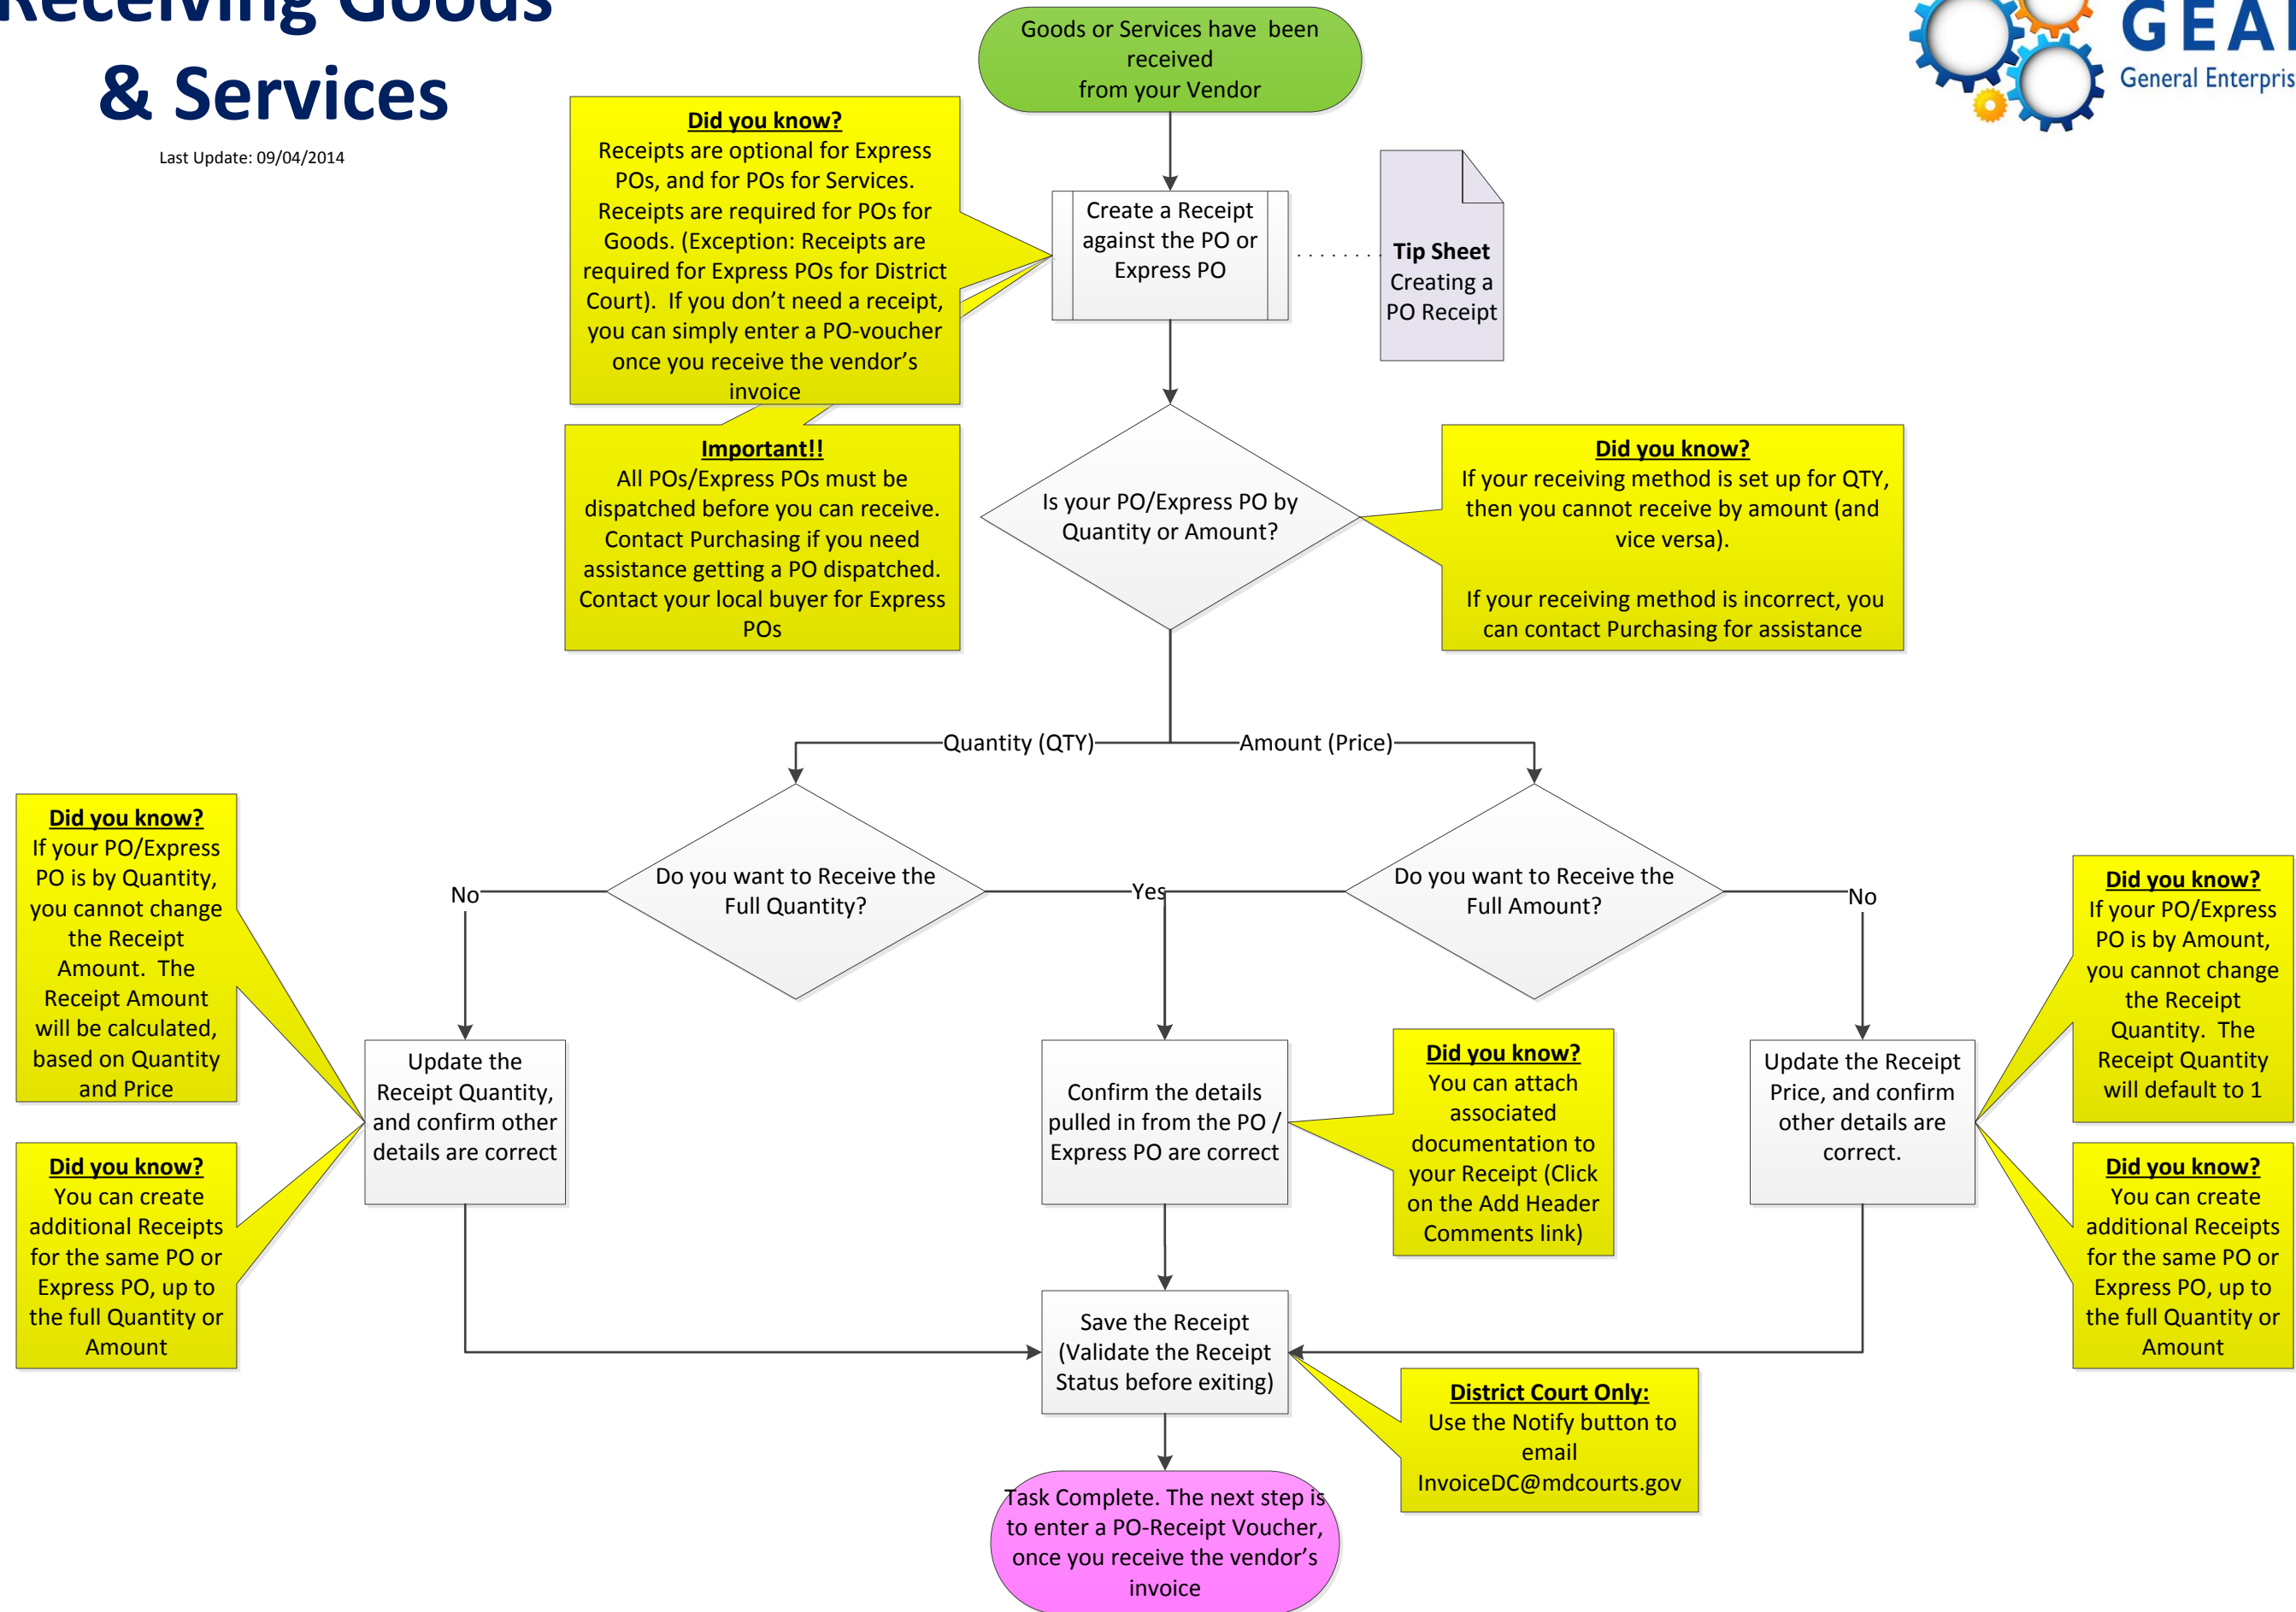 Receiving Goods
& Services
Last Update: 09/04/2014
GEA
General Enterpris
Goods or Services have been
received
from your Vendor
Did you know?
Receipts are optional for Express
POs, and for POs for Services.
Receipts are required for POs for
Goods. (Exception: Receipts are
required for Express POs for District
Court). If you don’t need a receipt,
you can simply enter a PO-voucher
once you receive the vendor’s
invoice
Create a Receipt
against the PO or
Express PO
Tip Sheet
Creating a
PO Receipt
Important!!
All POs/Express POs must be
dispatched before you can receive.
Contact Purchasing if you need
assistance getting a PO dispatched.
Contact your local buyer for Express
POs
Is your PO/Express PO by
Quantity or Amount?
Did you know?
If your receiving method is set up for QTY,
then you cannot receive by amount (and
vice versa).
If your receiving method is incorrect, you
can contact Purchasing for assistance
Quantity (QTY)
Amount (Price)
Did you know?
If your PO/Express
PO is by Quantity,
you cannot change
the Receipt
Amount. The
Receipt Amount
will be calculated,
based on Quantity
and Price
No
Do you want to Receive the
Full Quantity?
Yes
Do you want to Receive the
Full Amount?
No
Did you know?
If your PO/Express
PO is by Amount,
you cannot change
the Receipt
Quantity. The
Receipt Quantity
will default to 1
Update the
Receipt Quantity,
and confirm other
details are correct
Confirm the details
pulled in from the PO /
Express PO are correct
Did you know?
You can attach
associated
documentation to
your Receipt (Click
on the Add Header
Comments link)
Update the Receipt
Price, and confirm
other details are
correct.
Did you know?
You can create
additional Receipts
for the same PO or
Express PO, up to
the full Quantity or
Amount
Did you know?
You can create
additional Receipts
for the same PO or
Express PO, up to
the full Quantity or
Amount
Save the Receipt
(Validate the Receipt
Status before exiting)
District Court Only:
Use the Notify button to
email
InvoiceDC@mdcourts.gov
Task Complete. The next step is
to enter a PO-Receipt Voucher,
once you receive the vendor’s
invoice